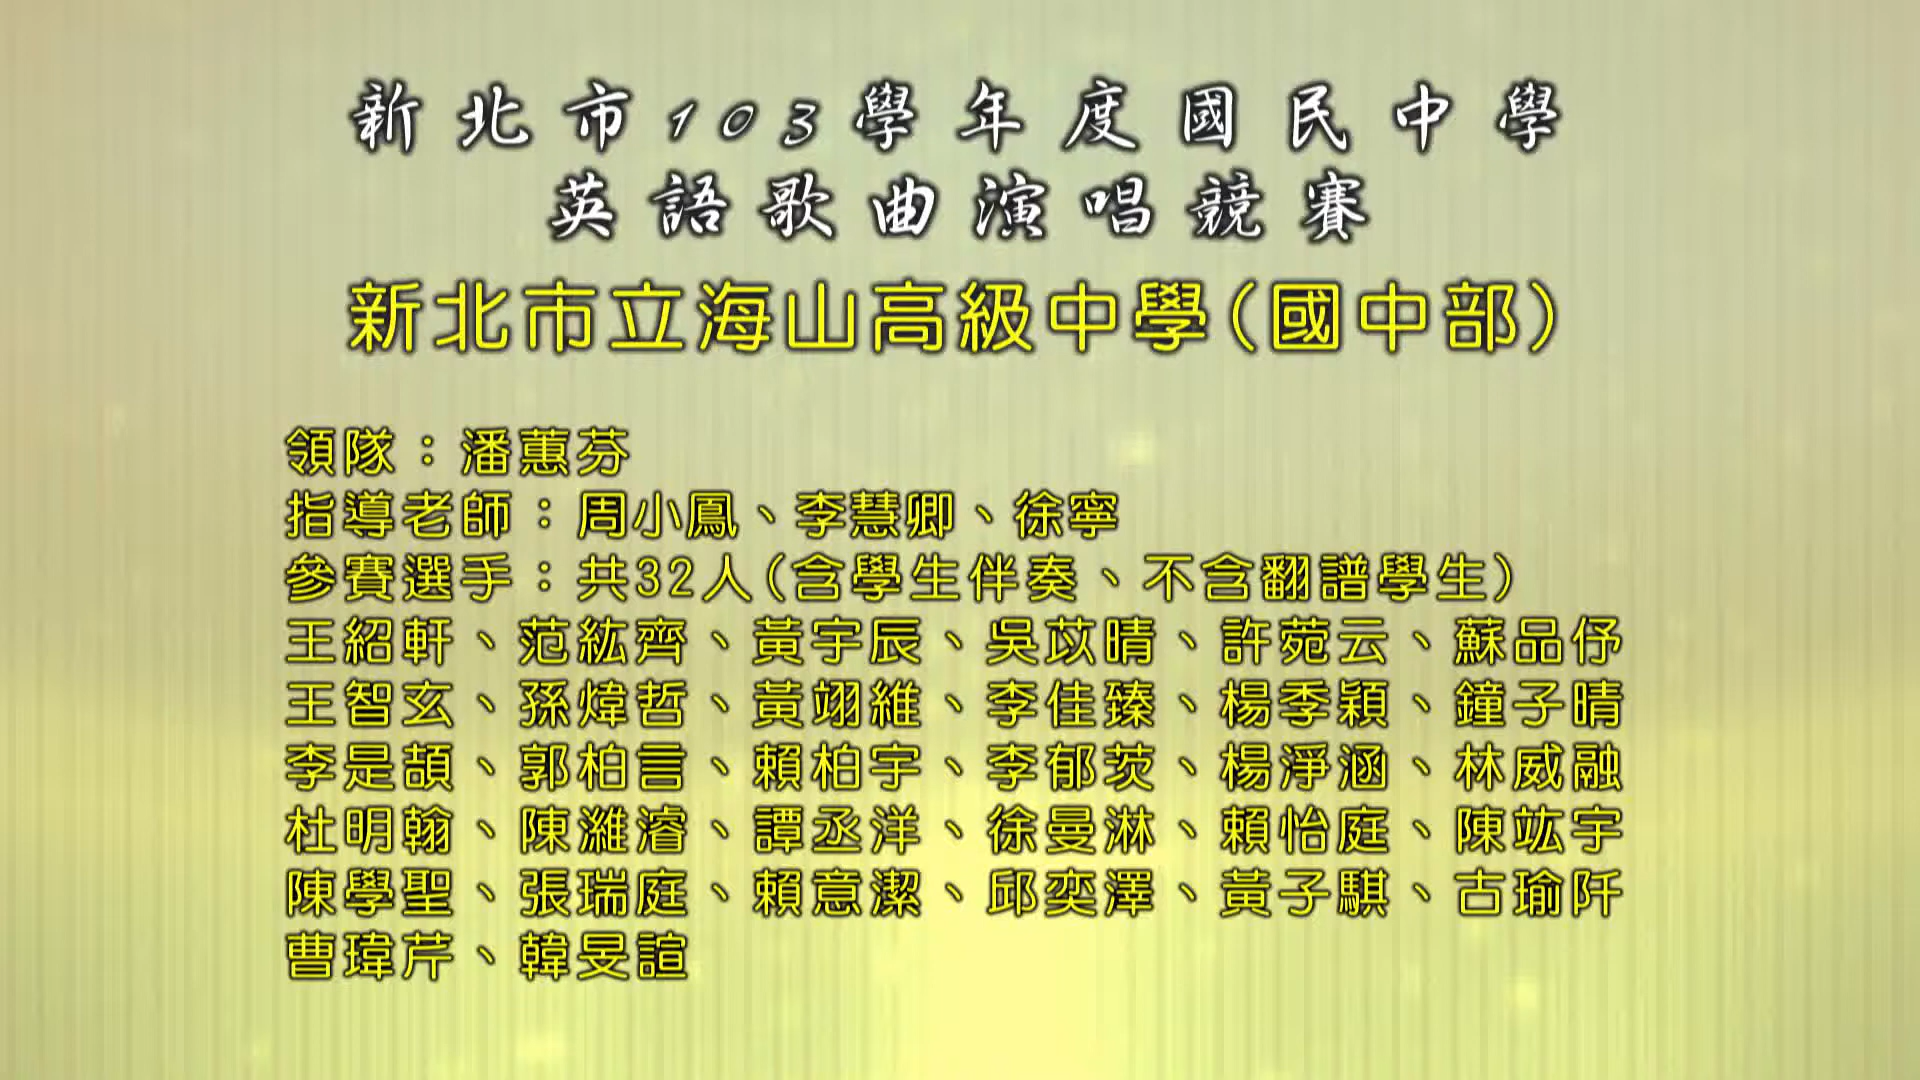 新北市103學年度國民中學
英語歌曲演唱競賽
新北市立海山高級中學(國中部)
領隊：潘蕙芬
指導老師：周小鳳、李慧卿、徐寧
參賽選手：共32人(含學生伴奏、不含翻譜學生)
王紹軒、范紘齊、黃宇辰、吳苡晴、許菀云、蘇品伃
王智玄、孫煒哲、黃翊維、李佳臻、楊季穎、鐘子晴
李是頡、郭柏言、賴柏宇、李郁茨、楊淨涵、林威融
杜明翰、陳濰濬、譚丞洋、徐曼淋、賴怡庭、陳竑宇
陳學聖、張瑞庭、賴意潔、邱奕澤、黃子騏、古瑜阡
曹瑋芹、韓旻諠